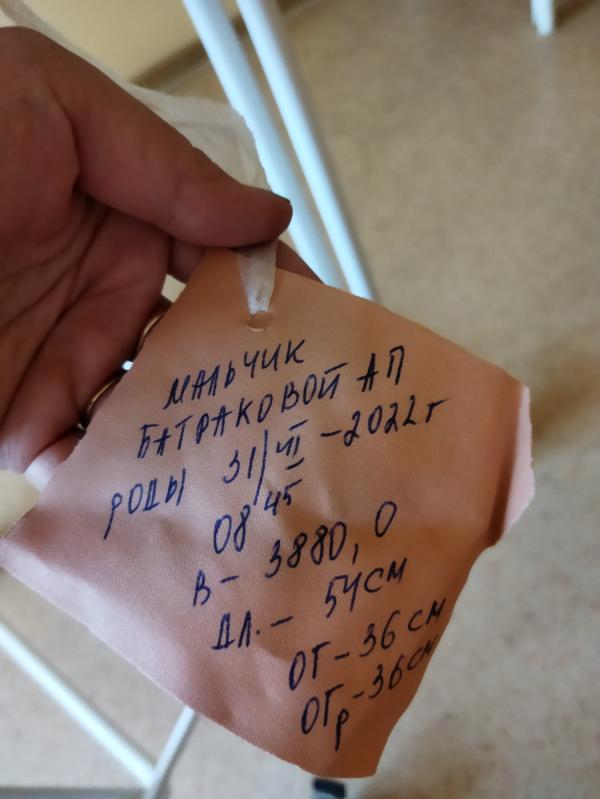 МАЛЬЧИК
БАТРАКОВОЙ АП
РОДЫ 31/VII-2022г
08 45
В- 3880,0
ДЛ.- 54см
ОГ-36см
ОГр-36см